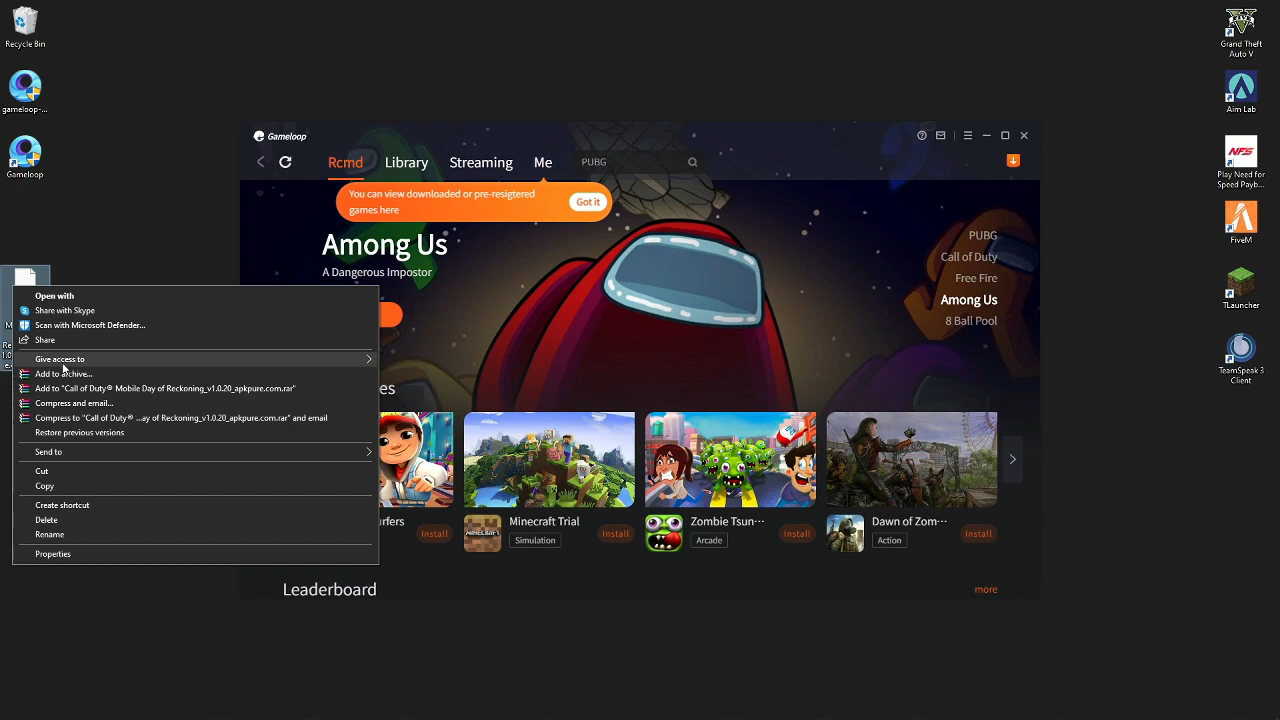 Recycle Bin
gameloop-...
Gameloop
Open with
Share with Skype
Scan with Microsoft Defender...
Share
Give access to
Add to archive...
Add to "Call of Duty® Mobile Day of Reckoning_v1.0.20_apkpure.com.rar"
Compress and email...
Compress to "Call of Duty® ...ay of Reckoning_v1.0.20_apkpure.com.rar" and email
Restore previous versions
Send to
Cut
Copy
Create shortcut
Delete
Rename
Properties
Gameloop
Rcmd
Library
Streaming
Me
PUBG
You can view downloaded or pre-resigtered
games here
Got it
Among Us
A Dangerous Impostor
PUBG
Call of Duty
Free Fire
Among Us
8 Ball Pool
Install
Minecraft Trial
Simulation
Install
Zombie Tsun···
Arcade
Install
Dawn of Zom···
Action
Install
Leaderboard
more
Grand Theft
Auto V
Aim Lab
NFS
Play Need for
Speed Payb...
FiveM
TLauncher
TeamSpeak 3
Client